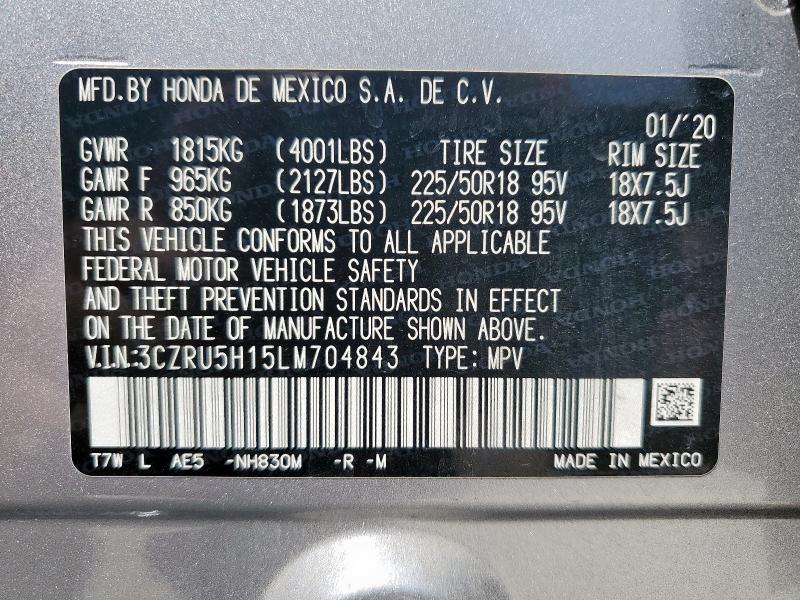 MFD.BY HONDA DE MEXICO S.A. DE C.V.
01/'20
GVWR 1815KG (4001LBS) TIRE SIZE RIM SIZE
GAWR F 965KG (2127LBS) 225/50R18 95V 18X7.5J
GAWR R 850KG (1873LBS) 225/50R18 95V 18X7.5J
THIS VEHICLE CONFORMS TO ALL APPLICABLE
FEDERAL MOTOR VEHICLE SAFETY
AND THEFT PREVENTION STANDARDS IN EFFECT
ON THE DATE OF MANUFACTURE SHOWN ABOVE.
V.I.N:3CZRU5H15LM704843 TYPE: MPV
T7W L AE5 -NH830M -R -M MADE IN MEXICO